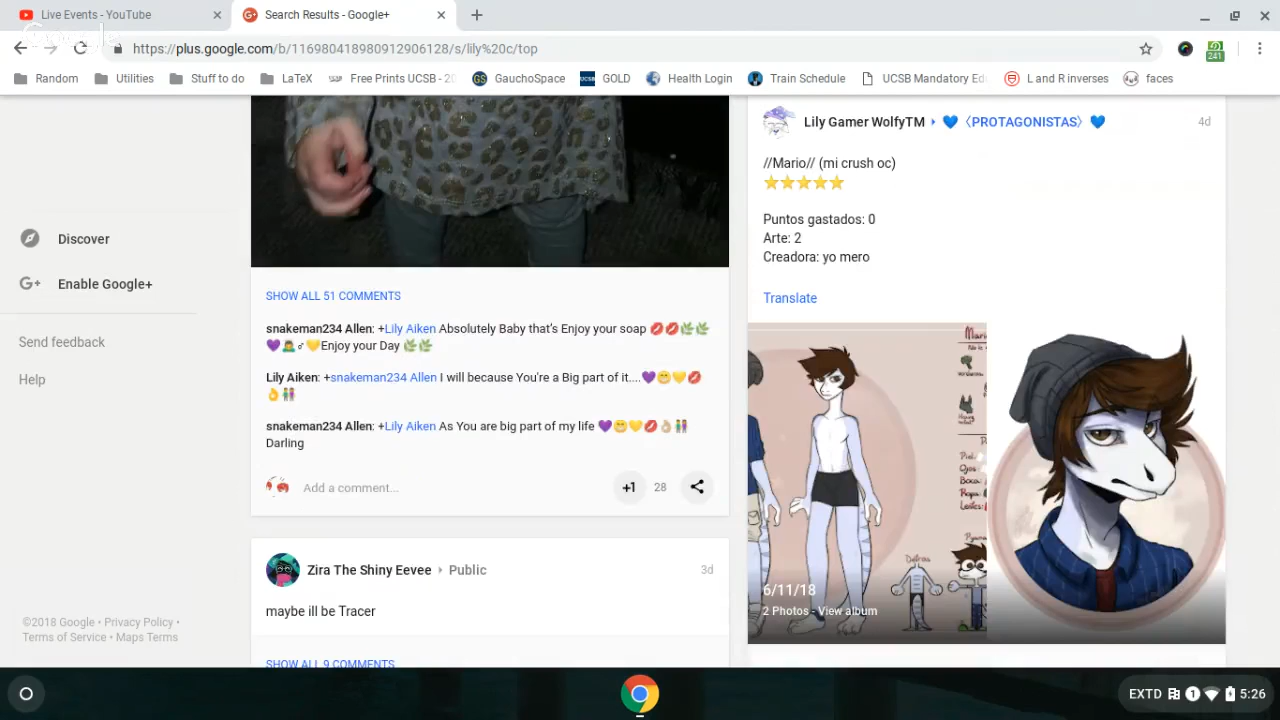 Live Events - YouTube
Search Results - Google+
Google
https://plus.google.com/b/116980418980912906128/s/lily%20c/top
241
Random
Utilities
Stuff to do
LaTeX
Free Prints UCSB - 20
GS
GauchoSpace
UCSB
GOLD
Health Login
Train Schedule
UCSB Mandatory Ed
L and R inverses
faces
Discover
G+
Enable Google+
Send feedback
Help
©2018 Google • Privacy Policy •
Terms of Service • Maps Terms
SHOW ALL 51 COMMENTS
snakeman234 Allen: +Lily Aiken Absolutely Baby that's Enjoy your soap 💋💋🌿🌿
💜🙇‍♂️♂💛Enjoy your Day 🌿🌿
Lily Aiken: +snakeman234 Allen I will because You're a Big part of it....💜😁💛💋
👌👫
snakeman234 Allen: +Lily Aiken As You are big part of my life 💜😁💛💋👌🏼👫
Darling
Add a comment...
+1
28
Zira The Shiny Eevee
Public
3d
maybe ill be Tracer
SHOW ALL 9 COMMENTS
Lily Gamer WolfyTM
💙〈PROTAGONISTAS〉💙
4d
//Mario// (mi crush oc)
⭐⭐⭐⭐⭐
Puntos gastados: 0
Arte: 2
Creadora: yo mero
Translate
6/11/18
2 Photos - View album
EXTD
1
5:26